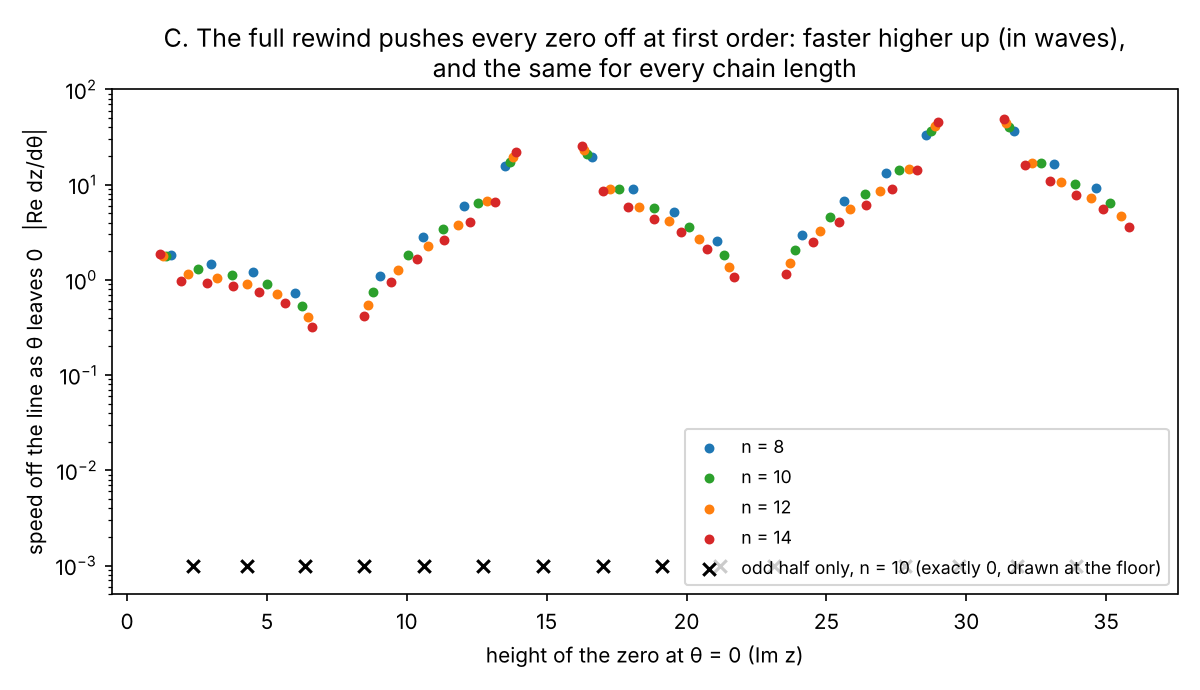 C. The full rewind pushes every zero off at first order: faster higher up (in waves),
and the same for every chain length
speed off the line as θ leaves 0 |Re dz/dθ|
10²
10¹
10⁰
10⁻¹
10⁻²
10⁻³
n = 8
n = 10
n = 12
n = 14
odd half only, n = 10 (exactly 0, drawn at the floor)
0 5 10 15 20 25 30 35
height of the zero at θ = 0 (Im z)